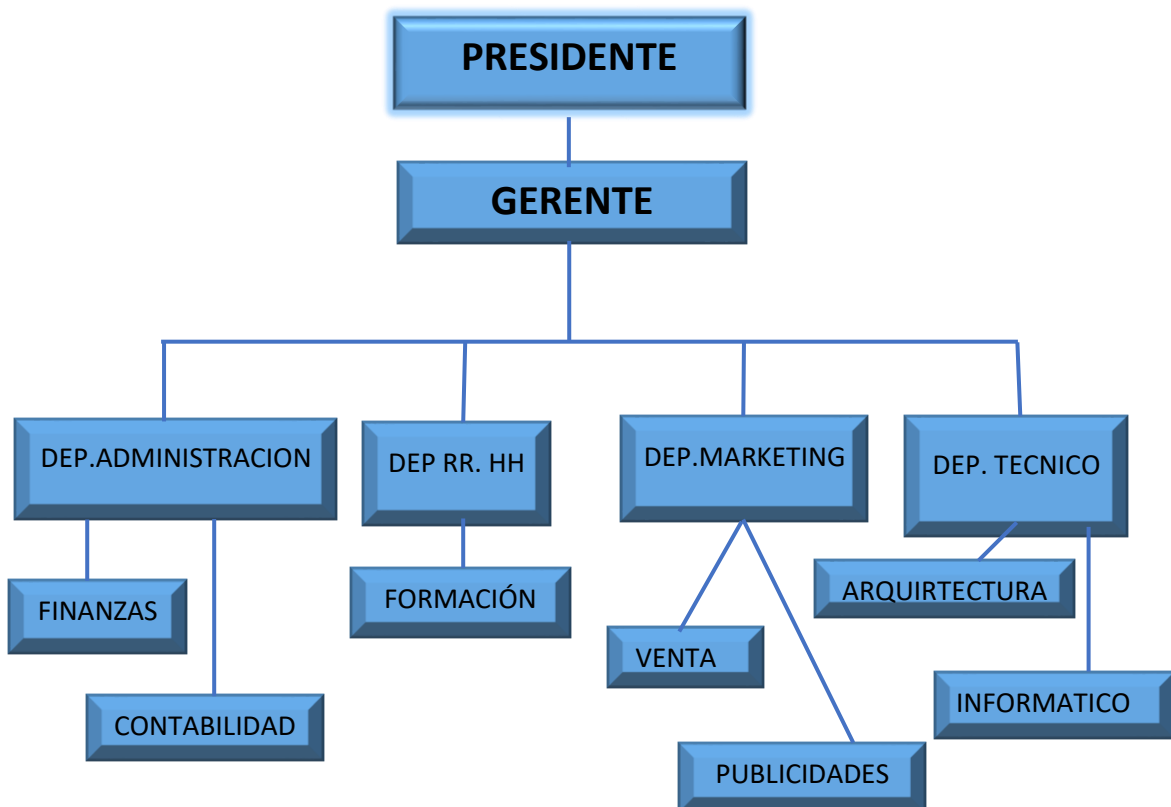 PRESIDENTE
GERENTE
DEP.ADMINISTRACION
DEP RR. HH
DEP.MARKETING
DEP. TECNICO
FINANZAS
CONTABILIDAD
FORMACIÓN
VENTA
PUBLICIDADES
ARQUIRTECTURA
INFORMATICO